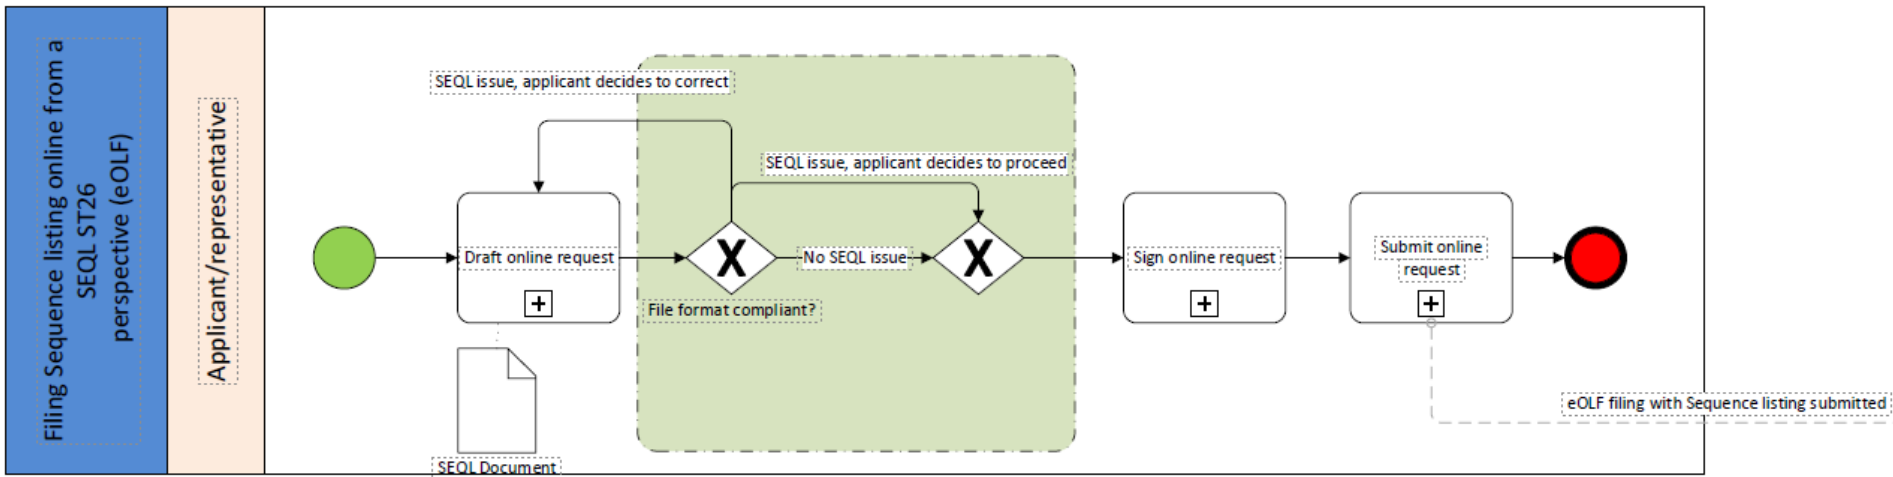 Filing Sequence listing online from a
SEQL ST26
perspective (eOLF)
Applicant/representative
SEQL issue, applicant decides to correct
SEQL issue, applicant decides to proceed
Draft online request
X
No SEQL issue
X
Sign online request
Submit online
request
File format compliant?
eOLF filing with Sequence listing submitted
SEQL Document